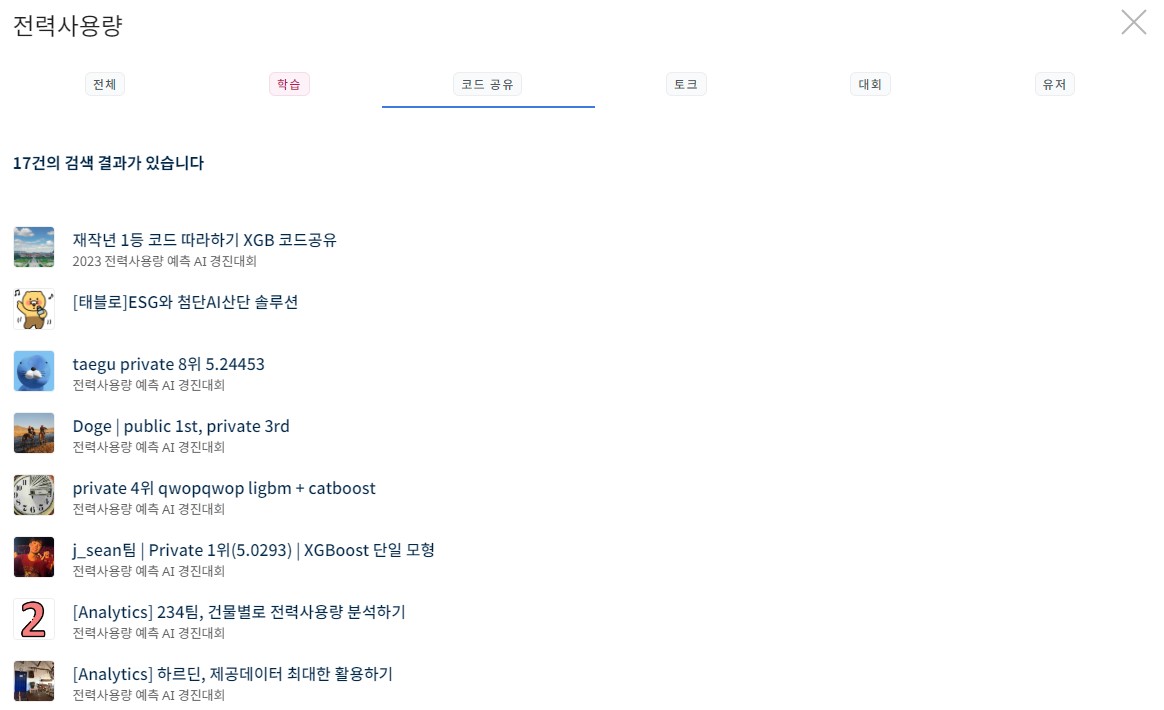 전력사용량
전체 학습 코드 공유 토크 대회 유저
17건의 검색 결과가 있습니다
재작년 1등 코드 따라하기 XGB 코드공유
2023 전력사용량 예측 AI 경진대회
[태블로]ESG와 첨단AI산단 솔루션
taegu private 8위 5.24453
전력사용량 예측 AI 경진대회
Doge | public 1st, private 3rd
전력사용량 예측 AI 경진대회
private 4위 qwopqwop ligbm + catboost
전력사용량 예측 AI 경진대회
j_sean팀 | Private 1위(5.0293) | XGBoost 단일 모형
전력사용량 예측 AI 경진대회
2
[Analytics] 234팀, 건물별로 전력사용량 분석하기
전력사용량 예측 AI 경진대회
[Analytics] 하르딘, 제공데이터 최대한 활용하기
전력사용량 예측 AI 경진대회